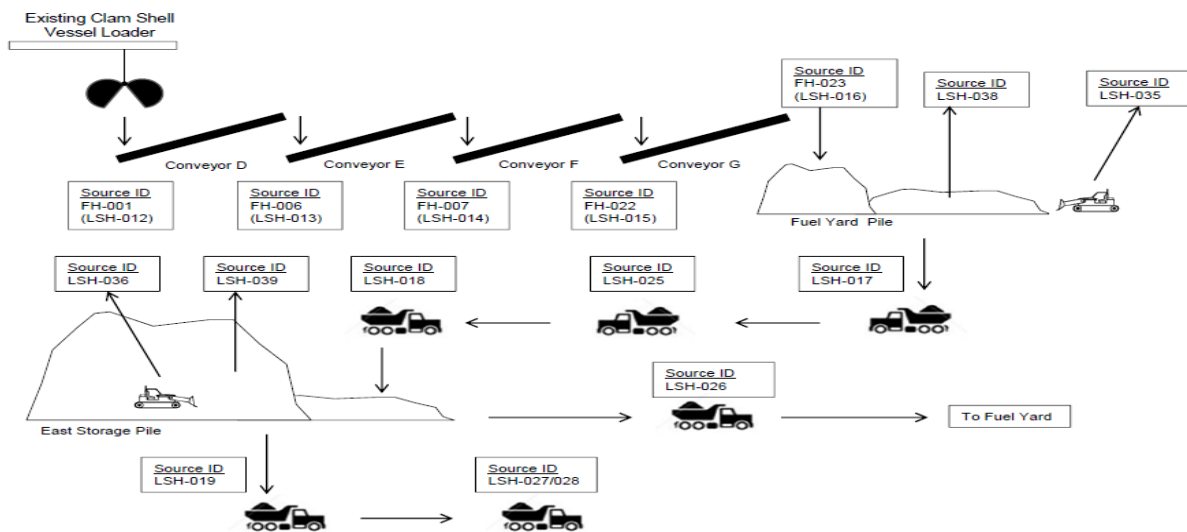 Existing Clam Shell
Vessel Loader
Source ID
FH-023
(LSH-016)
Source ID
LSH-038
Source ID
LSH-035
Conveyor D
Conveyor E
Conveyor F
Conveyor G
Source ID
FH-001
(LSH-012)
Source ID
FH-006
(LSH-013)
Source ID
FH-007
(LSH-014)
Source ID
FH-022
(LSH-015)
Fuel Yard Pile
Source ID
LSH-036
Source ID
LSH-039
Source ID
LSH-018
Source ID
LSH-025
Source ID
LSH-017
Source ID
LSH-026
To Fuel Yard
East Storage Pile
Source ID
LSH-019
Source ID
LSH-027/028